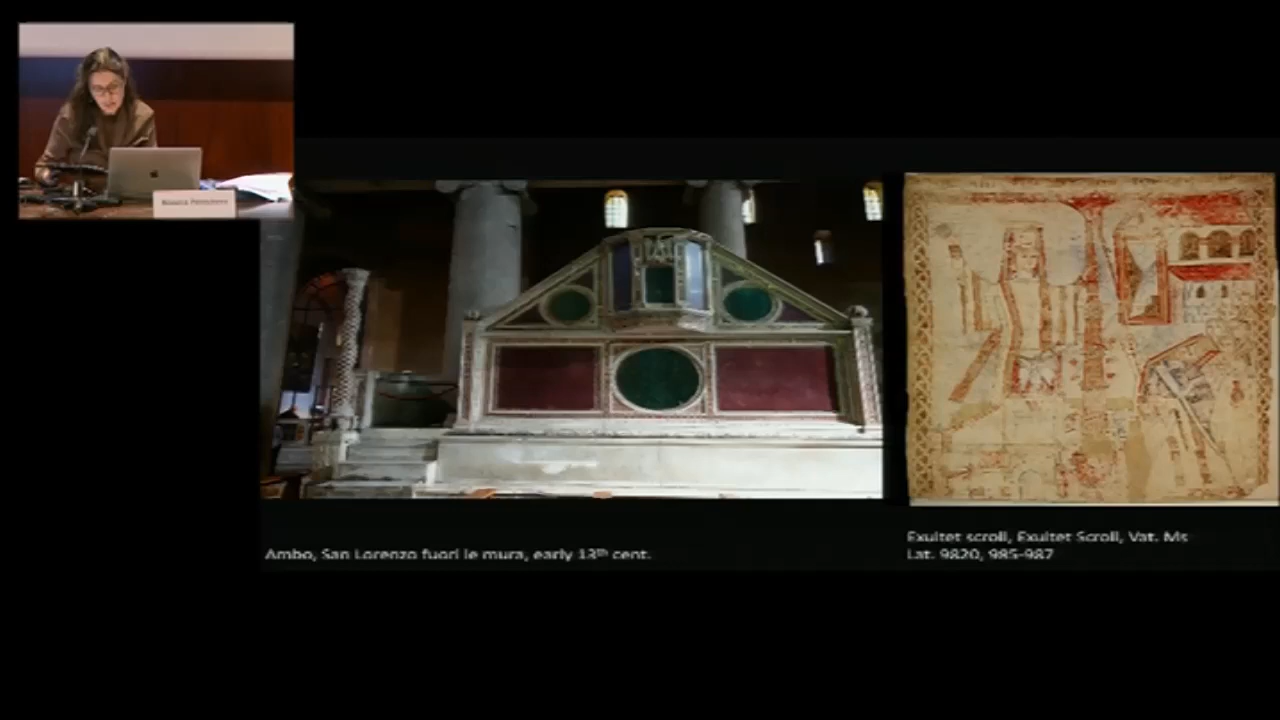 Ambo, San Lorenzo fuori le mura, early 13th cent.
Exultet scroll, Exultet Scroll, Vat. Ms
Lat. 9820, 985-987